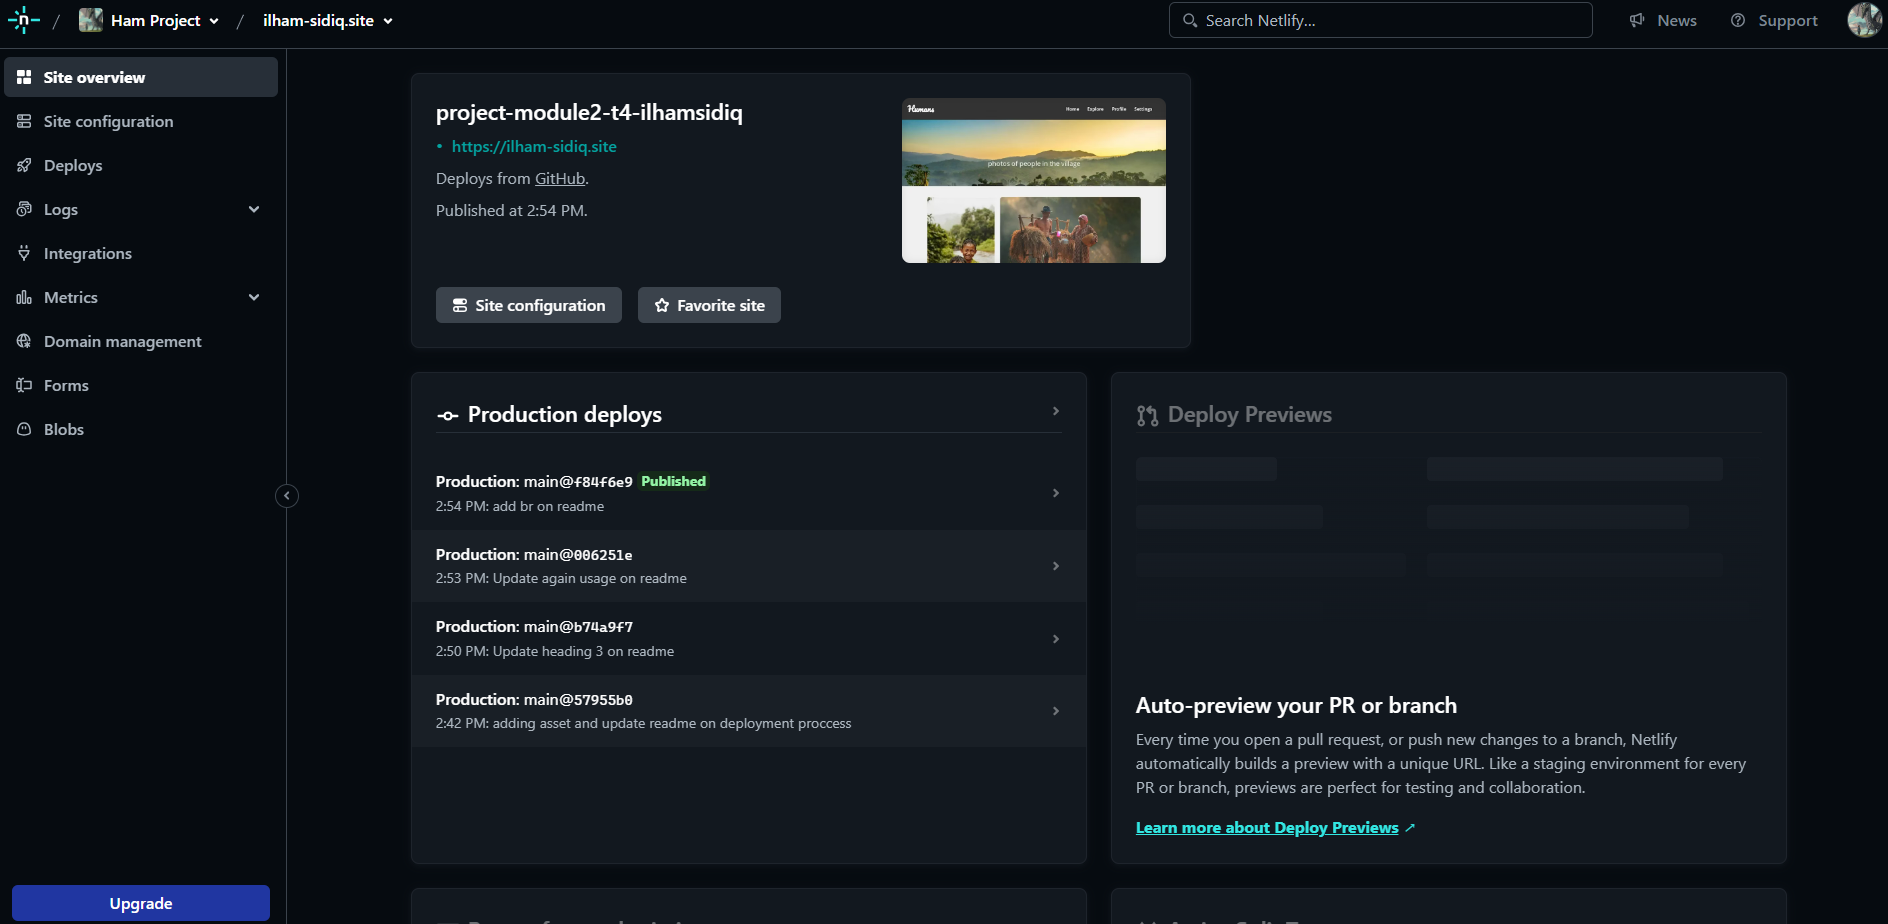 / Ham Project / ilham-sidiq.site
Search Netlify...
News
Support
Site overview
Site configuration
Deploys
Logs
Integrations
Metrics
Domain management
Forms
Blobs
Upgrade
project-module2-t4-ilhamsidiq
• https://ilham-sidiq.site
Deploys from GitHub.
Published at 2:54 PM.
Humans
Home Explore Profile Settings
photos of people in the village
Site configuration
Favorite site
Production deploys
Production: main@f84f6e9 Published
2:54 PM: add br on readme
Production: main@006251e
2:53 PM: Update again usage on readme
Production: main@b74a9f7
2:50 PM: Update heading 3 on readme
Production: main@57955b0
2:42 PM: adding asset and update readme on deployment proccess
Deploy Previews
Auto-preview your PR or branch
Every time you open a pull request, or push new changes to a branch, Netlify
automatically builds a preview with a unique URL. Like a staging environment for every
PR or branch, previews are perfect for testing and collaboration.
Learn more about Deploy Previews ↗